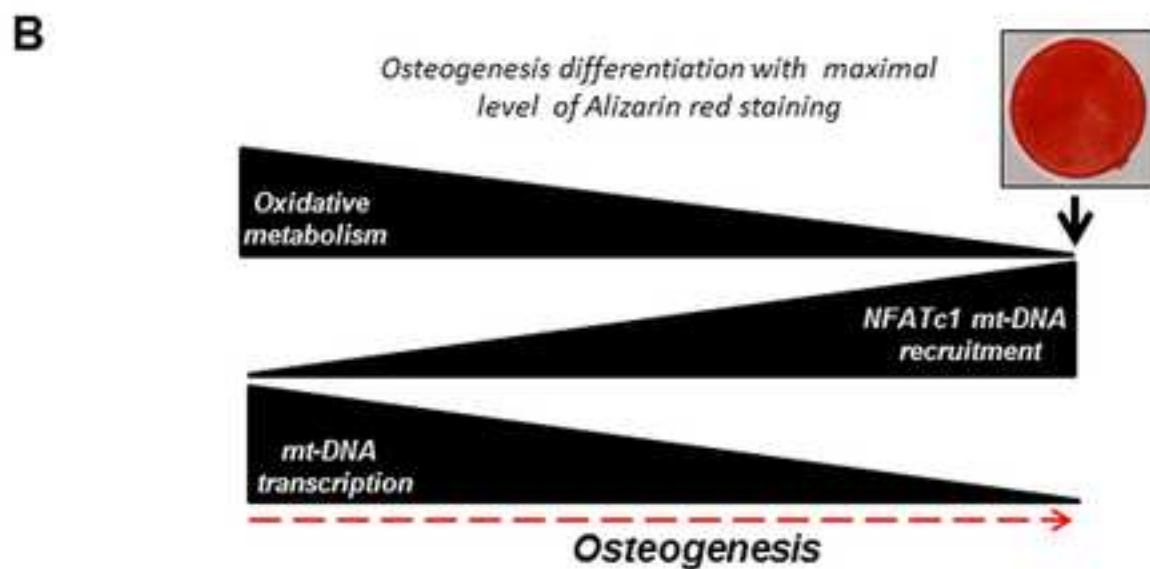 B
Osteogenesis differentiation with maximal
level of Alizarin red staining
Oxidative
metabolism
NFATc1 mt-DNA
recruitment
mt-DNA
transcription
Osteogenesis